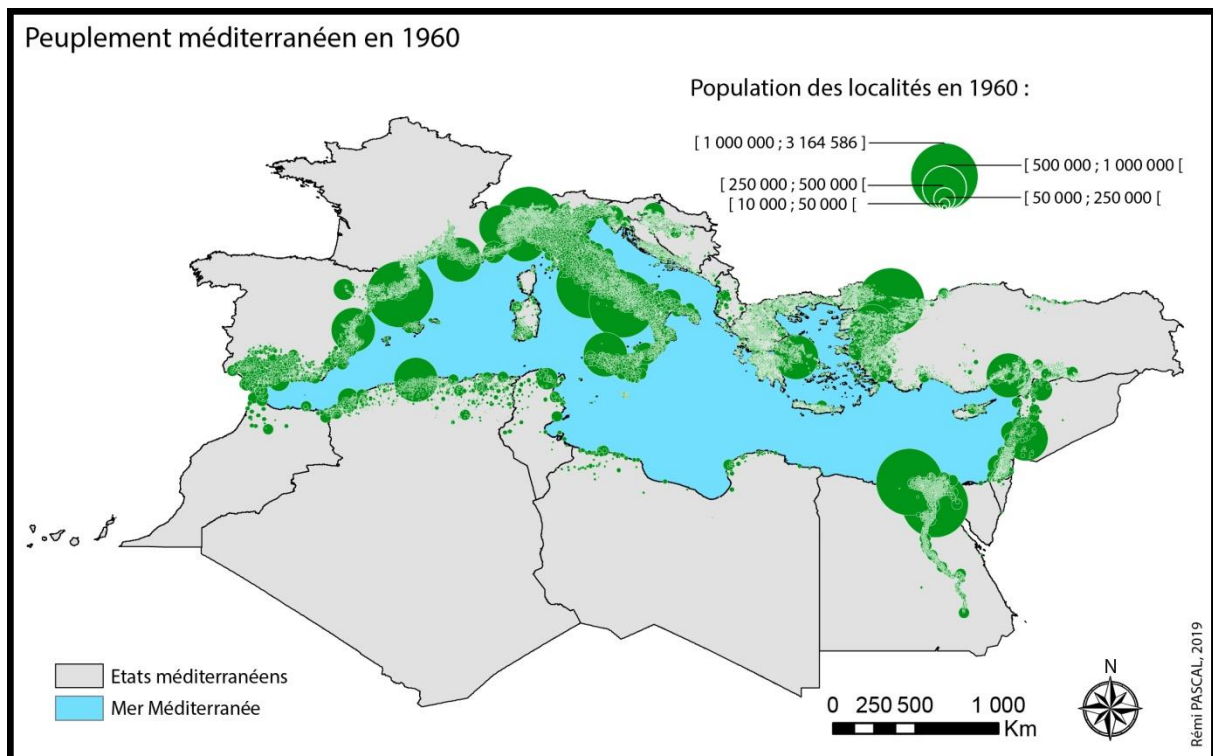 Peuplement méditerranéen en 1960
Population des localités en 1960 :
[ 1 000 000 ; 3 164 586 ]
[ 500 000 ; 1 000 000 [
[ 250 000 ; 500 000 [
[ 50 000 ; 250 000 [
[ 10 000 ; 50 000 [
Etats méditerranéens
Mer Méditerranée
0 250 500 1 000
Km
N
Rémi PASCAL, 2019